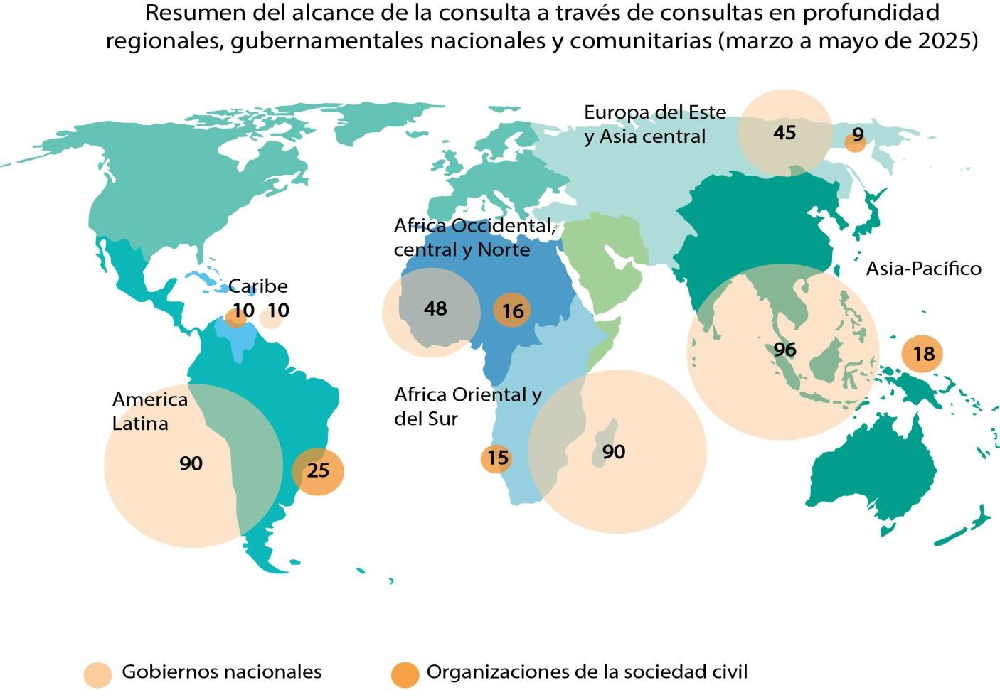 Resumen del alcance de la consulta a través de consultas en profundidad
regionales, gubernamentales nacionales y comunitarias (marzo a mayo de 2025)
Europa del Este
y Asia central
45
9
Africa Occidental,
central y Norte
48
16
Asia-Pacífico
96
18
Caribe
10 10
America
Latina
90
25
Africa Oriental y
del Sur
15
90
Gobiernos nacionales
Organizaciones de la sociedad civil